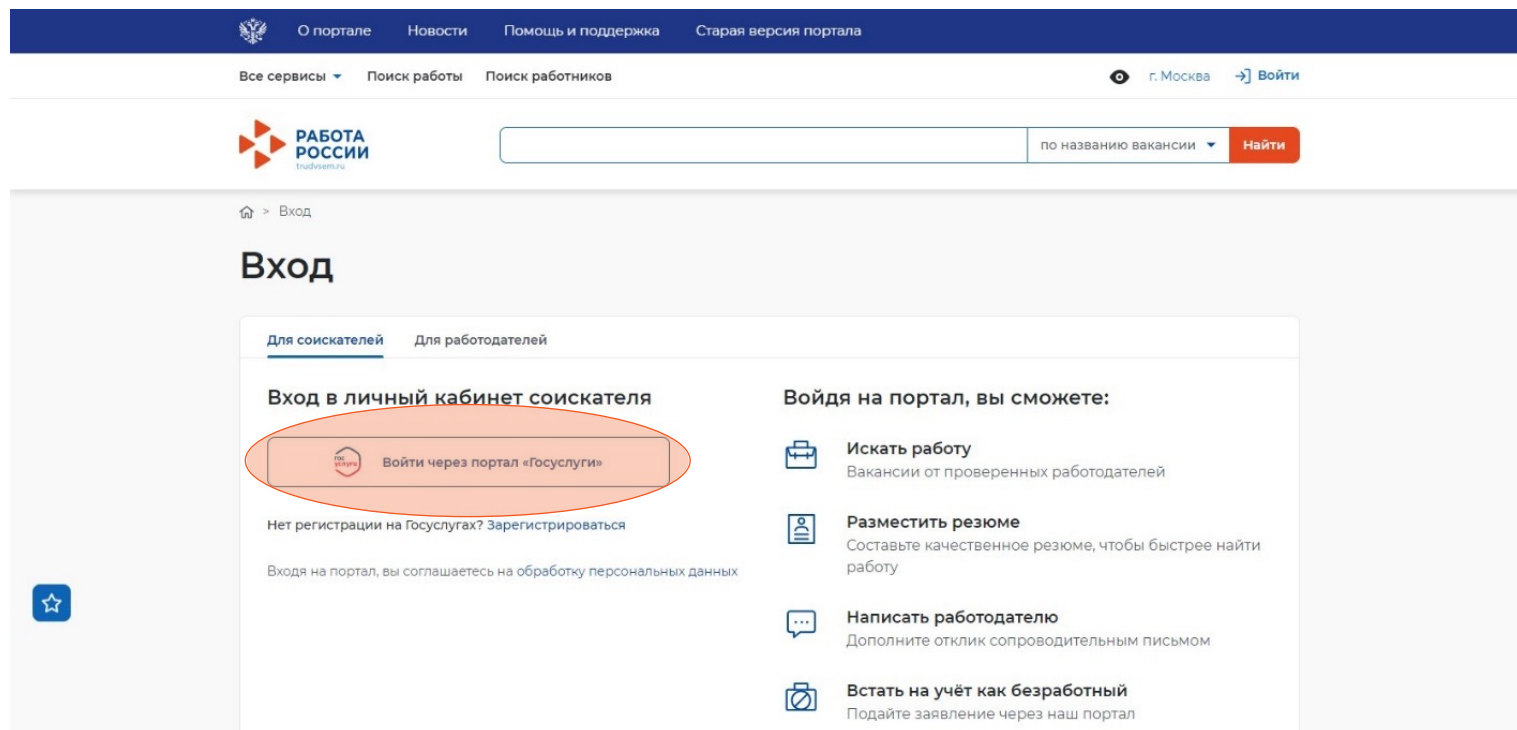 О портале Новости Помощь и поддержка Старая версия портала
Все сервисы Поиск работы Поиск работников г. Москва Войти
РАБОТА
РОССИИ
trudvsem.ru
по названию вакансии Найти
> Вход
Вход
Для соискателей Для работодателей
Вход в личный кабинет соискателя
гос
услуги
Войти через портал «Госуслуги»
Нет регистрации на Госуслугах? Зарегистрироваться
Входя на портал, вы соглашаетесь на обработку персональных данных
Войдя на портал, вы сможете:
Искать работу
Вакансии от проверенных работодателей
Разместить резюме
Составьте качественное резюме, чтобы быстрее найти
работу
Написать работодателю
Дополните отклик сопроводительным письмом
Встать на учёт как безработный
Подайте заявление через наш портал